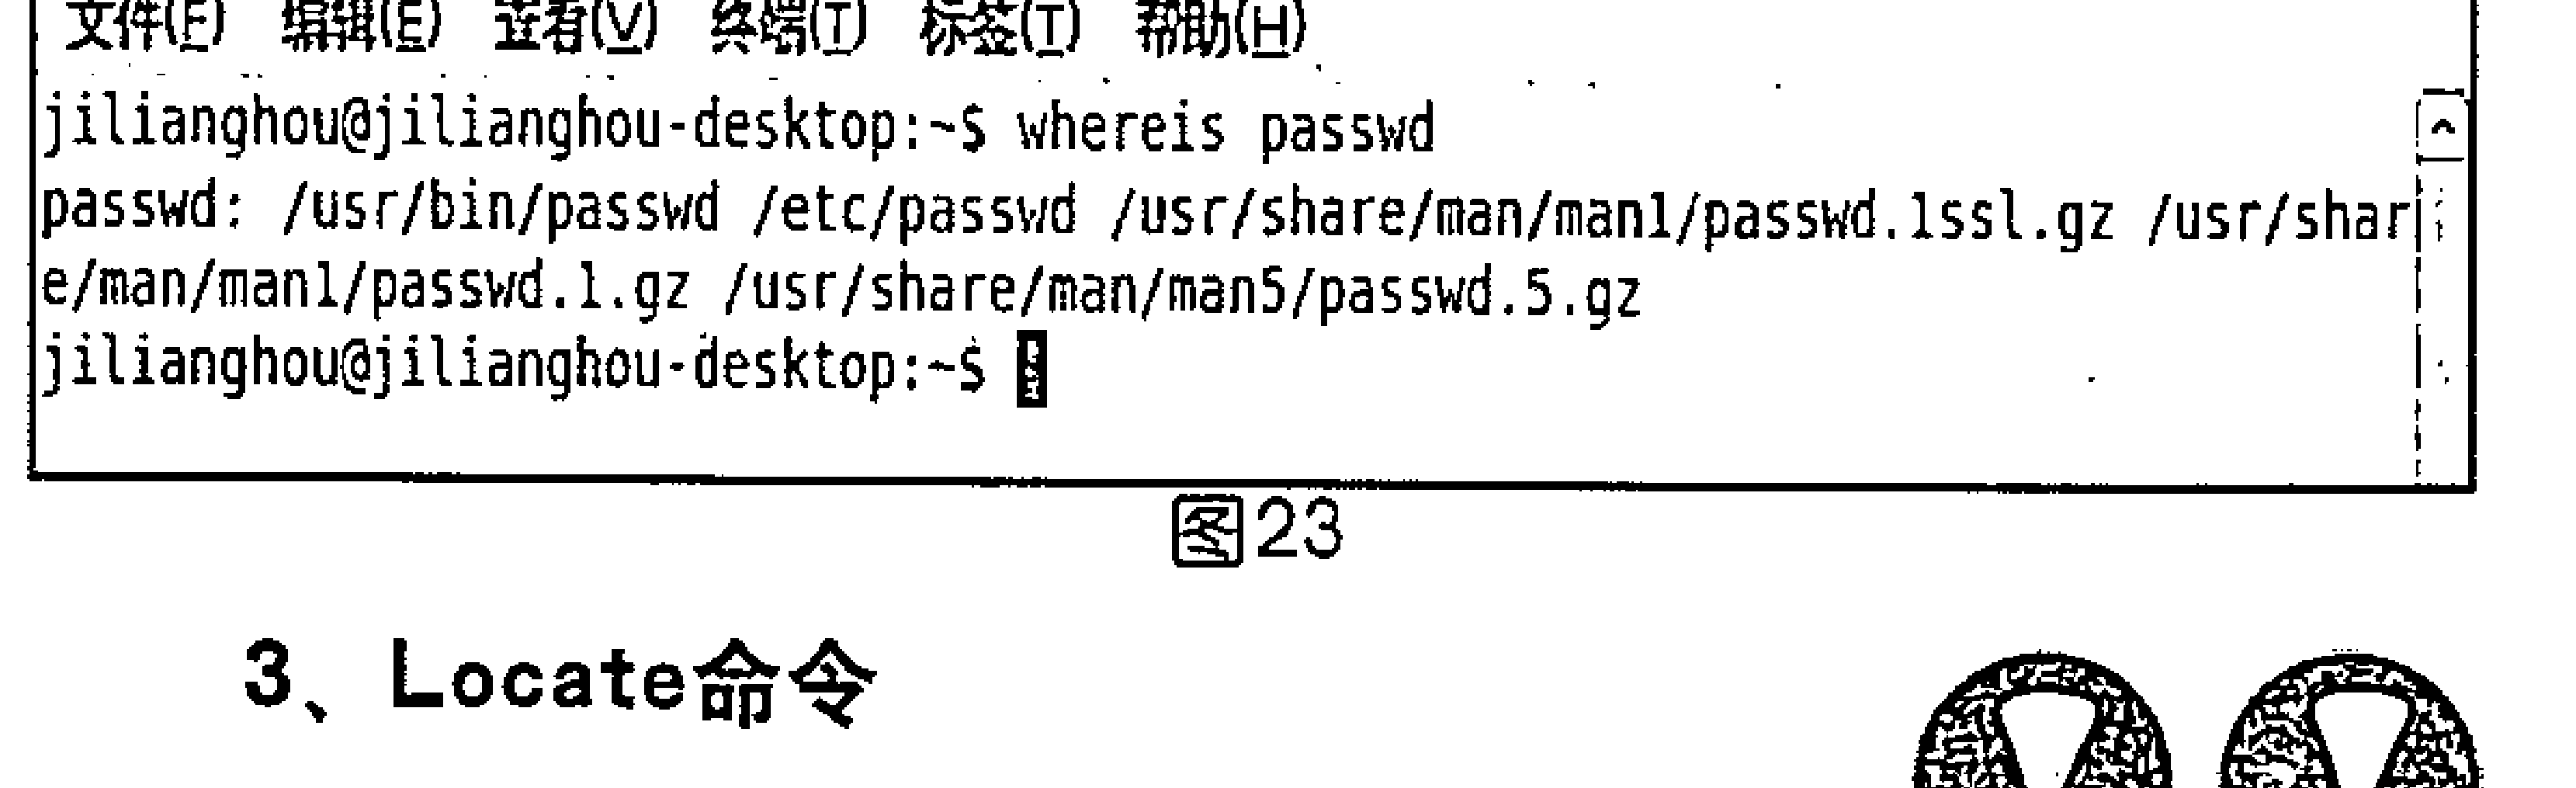 文件(F) 编辑(E) 查看(V) 终端(T) 标签(T) 帮助(H)
jilianghou@jilianghou-desktop:~$ whereis passwd
passwd: /usr/bin/passwd /etc/passwd /usr/share/man/man1/passwd.1ssl.gz /usr/shar
e/man/man1/passwd.1.gz /usr/share/man/man5/passwd.5.gz
jilianghou@jilianghou-desktop:~$
图23
3、Locate命令